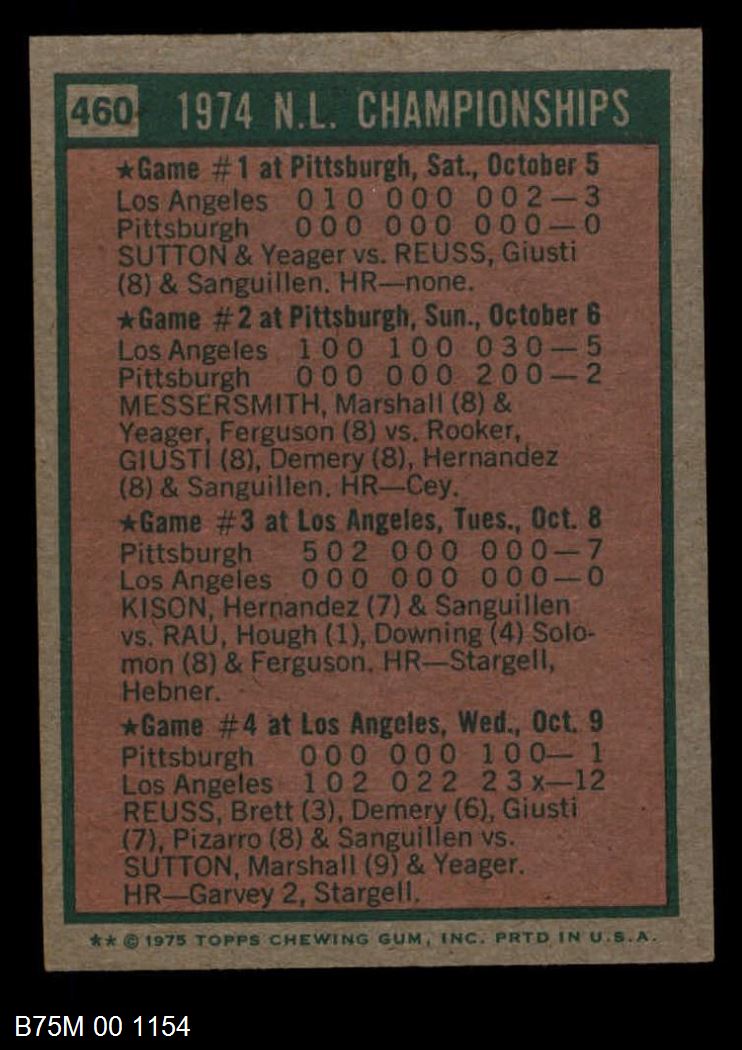 460 1974 N.L. CHAMPIONSHIPS
★Game #1 at Pittsburgh, Sat., October 5
Los Angeles 010 000 002—3
Pittsburgh 000 000 000—0
SUTTON & Yeager vs. REUSS, Giusti
(8) & Sanguillen. HR—none.
★Game #2 at Pittsburgh, Sun., October 6
Los Angeles 100 100 030—5
Pittsburgh 000 000 200—2
MESSERSMITH, Marshall (8) &
Yeager, Ferguson (8) vs. Rooker,
GIUSTI (8), Demery (8), Hernandez
(8) & Sanguillen. HR—Cey.
★Game #3 at Los Angeles, Tues., Oct. 8
Pittsburgh 502 000 000—7
Los Angeles 000 000 000—0
KISON, Hernandez (7) & Sanguillen
vs. RAU, Hough (1), Downing (4) Solo-
mon (8) & Ferguson. HR—Stargell,
Hebner.
★Game #4 at Los Angeles, Wed., Oct. 9
Pittsburgh 000 000 100— 1
Los Angeles 102 022 23x—12
REUSS, Brett (3), Demery (6), Giusti
(7), Pizarro (8) & Sanguillen vs.
SUTTON, Marshall (9) & Yeager.
HR—Garvey 2, Stargell.
★★ © 1975 TOPPS CHEWING GUM, INC. PRTD IN U.S.A.
B75M 00 1154